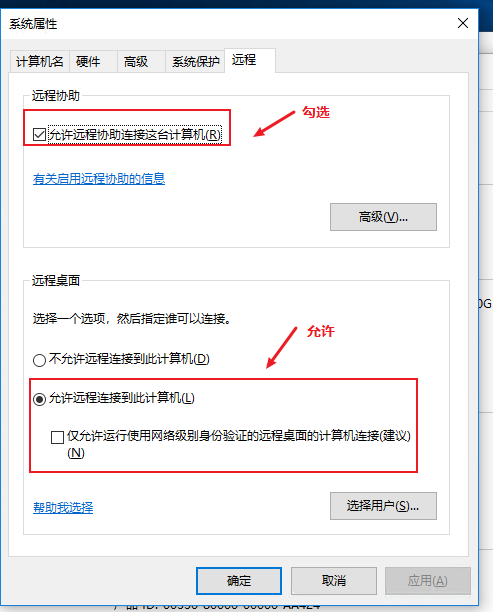 系统属性
计算机名 硬件 高级 系统保护 远程
远程协助
勾选
允许远程协助连接这台计算机(R)
有关启用远程协助的信息
高级(V)...
远程桌面
选择一个选项，然后指定谁可以连接。
允许
不允许远程连接到此计算机(D)
允许远程连接到此计算机(L)
仅允许运行使用网络级别身份验证的远程桌面的计算机连接(建议)
(N)
帮助我选择
选择用户(S)...
确定 取消 应用(A)